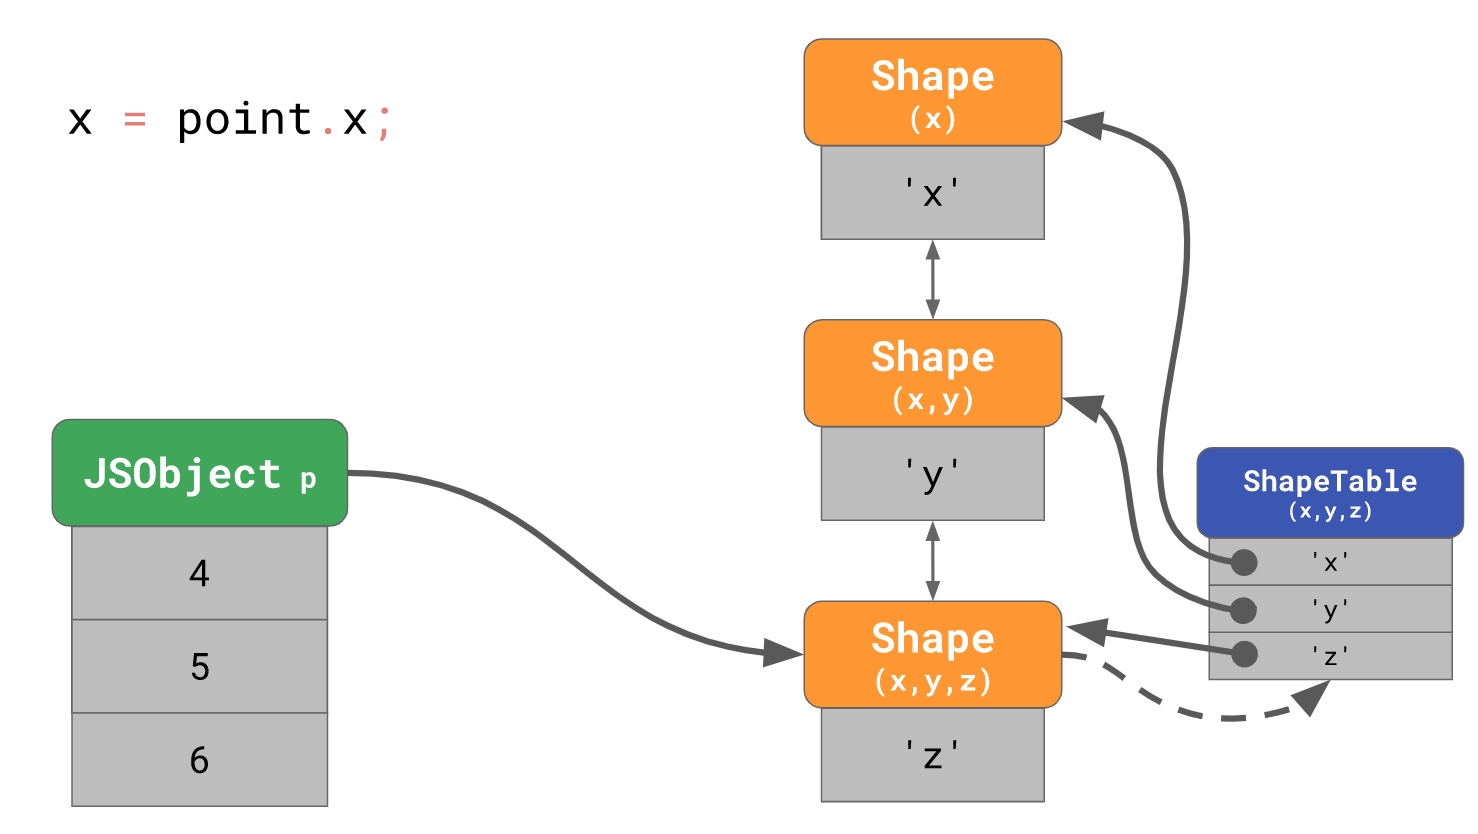 x = point.x;
Shape
(x)
'x'
Shape
(x,y)
'y'
Shape
(x,y,z)
'z'
JSObject p
4
5
6
ShapeTable
(x,y,z)
'x'
'y'
'z'